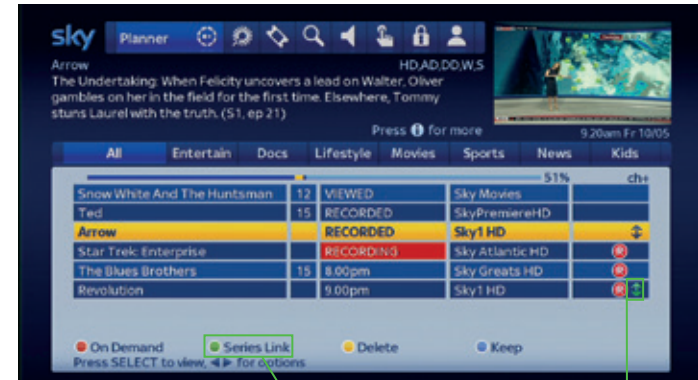 sky Planner
Arrow HD,AD,DD,W,S
The Undertaking: When Felicity uncovers a lead on Walter, Oliver
gambles on her in the field for the first time. Elsewhere, Tommy
stuns Laurel with the truth. (S1, ep 21)
Press i for more
9.20am Fr 10/05
All Entertain Docs Lifestyle Movies Sports News Kids
51% ch+
Snow White And The Huntsman 12 VIEWED Sky Movies
Ted 15 RECORDED SkyPremiereHD
Arrow RECORDED Sky1 HD
Star Trek: Enterprise RECORDING Sky Atlantic HD R
The Blues Brothers 15 8.00pm Sky Greats HD R
Revolution 9.00pm Sky1 HD R
On Demand Series Link Delete Keep
Press SELECT to view, ◀▶ for options